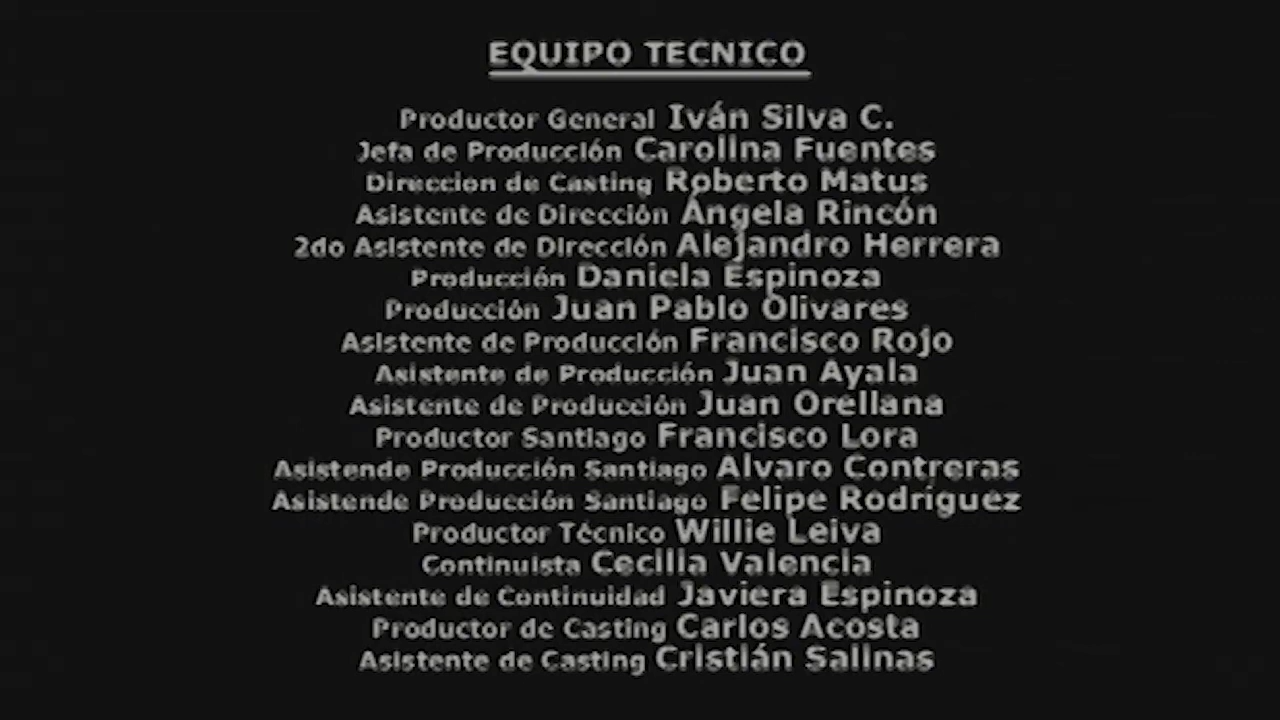 EQUIPO TECNICO
Productor General Iván Silva C.
Jefa de Producción Carolina Fuentes
Direccion de Casting Roberto Matus
Asistente de Dirección Ángela Rincón
2do Asistente de Dirección Alejandro Herrera
Producción Daniela Espinoza
Producción Juan Pablo Olivares
Asistente de Producción Francisco Rojo
Asistente de Producción Juan Ayala
Asistente de Producción Juan Orellana
Productor Santiago Francisco Lora
Asistende Producción Santiago Alvaro Contreras
Asistende Producción Santiago Felipe Rodríguez
Productor Técnico Willie Leiva
Continuista Cecilia Valencia
Asistente de Continuidad Javiera Espinoza
Productor de Casting Carlos Acosta
Asistente de Casting Cristián Salinas